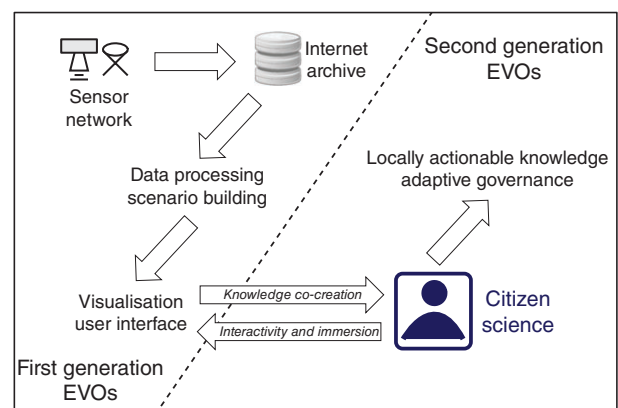 Sensor
network
Internet
archive
Second generation
EVOs
Data processing
scenario building
Locally actionable knowledge
adaptive governance
Visualisation
user interface
Knowledge co-creation
Interactivity and immersion
Citizen
science
First generation
EVOs